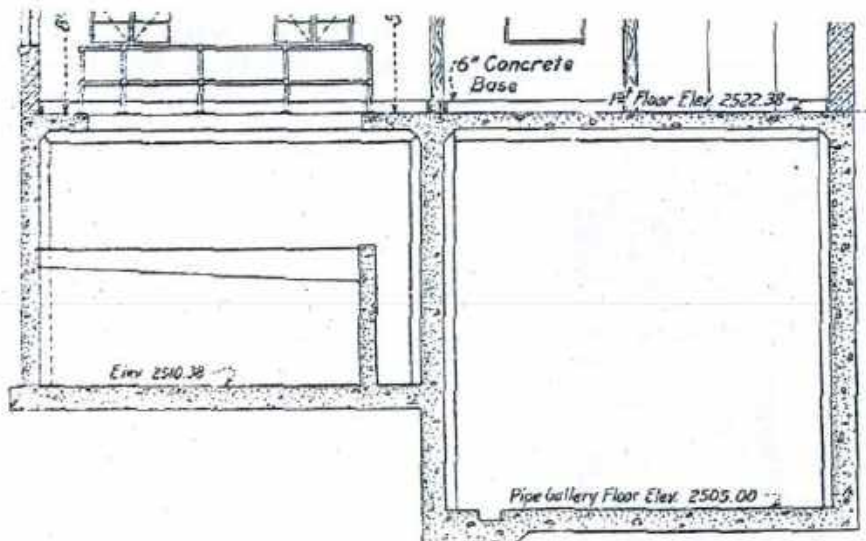 6" Concrete
Base
1st Floor Elev. 2522.38
Elev. 2510.38
Pipe Gallery Floor Elev. 2505.00